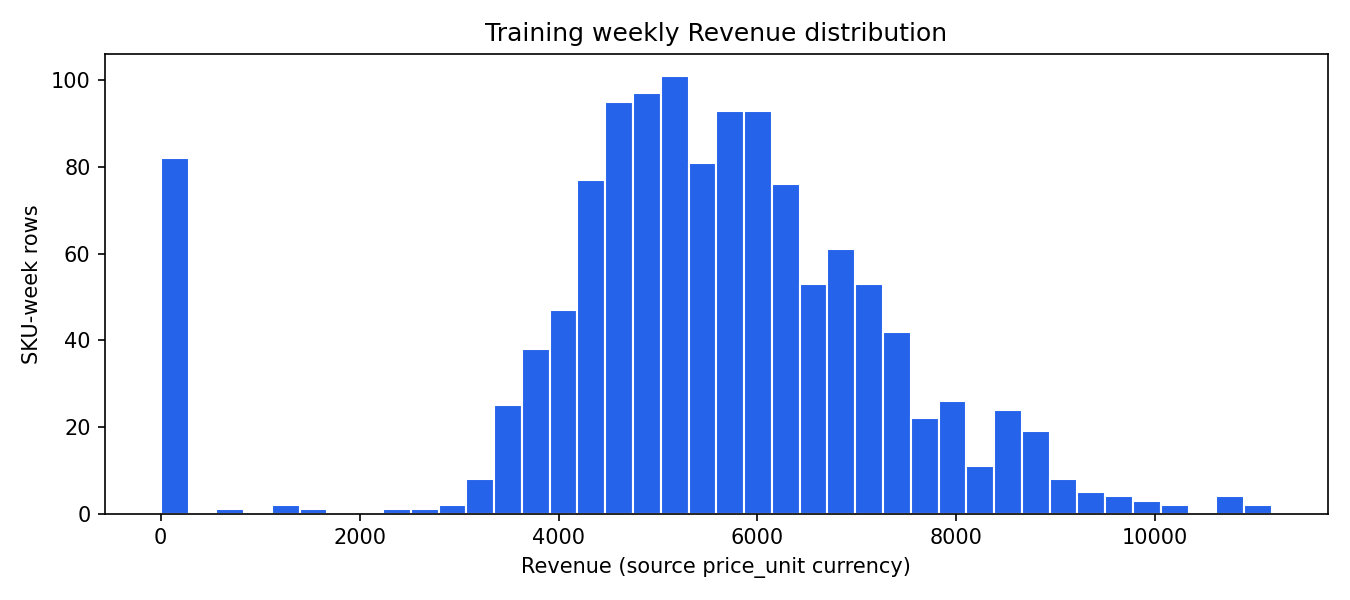 Training weekly Revenue distribution
100
80
60
40
20
0
SKU-week rows
0 2000 4000 6000 8000 10000
Revenue (source price_unit currency)